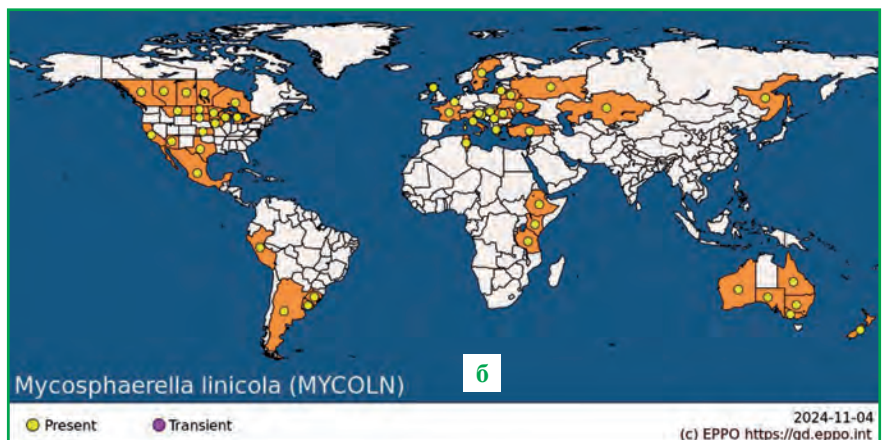 б
Mycosphaerella linicola (MYCOLN)
Present
Transient
2024-11-04
(c) EPPO https://gd.eppo.int